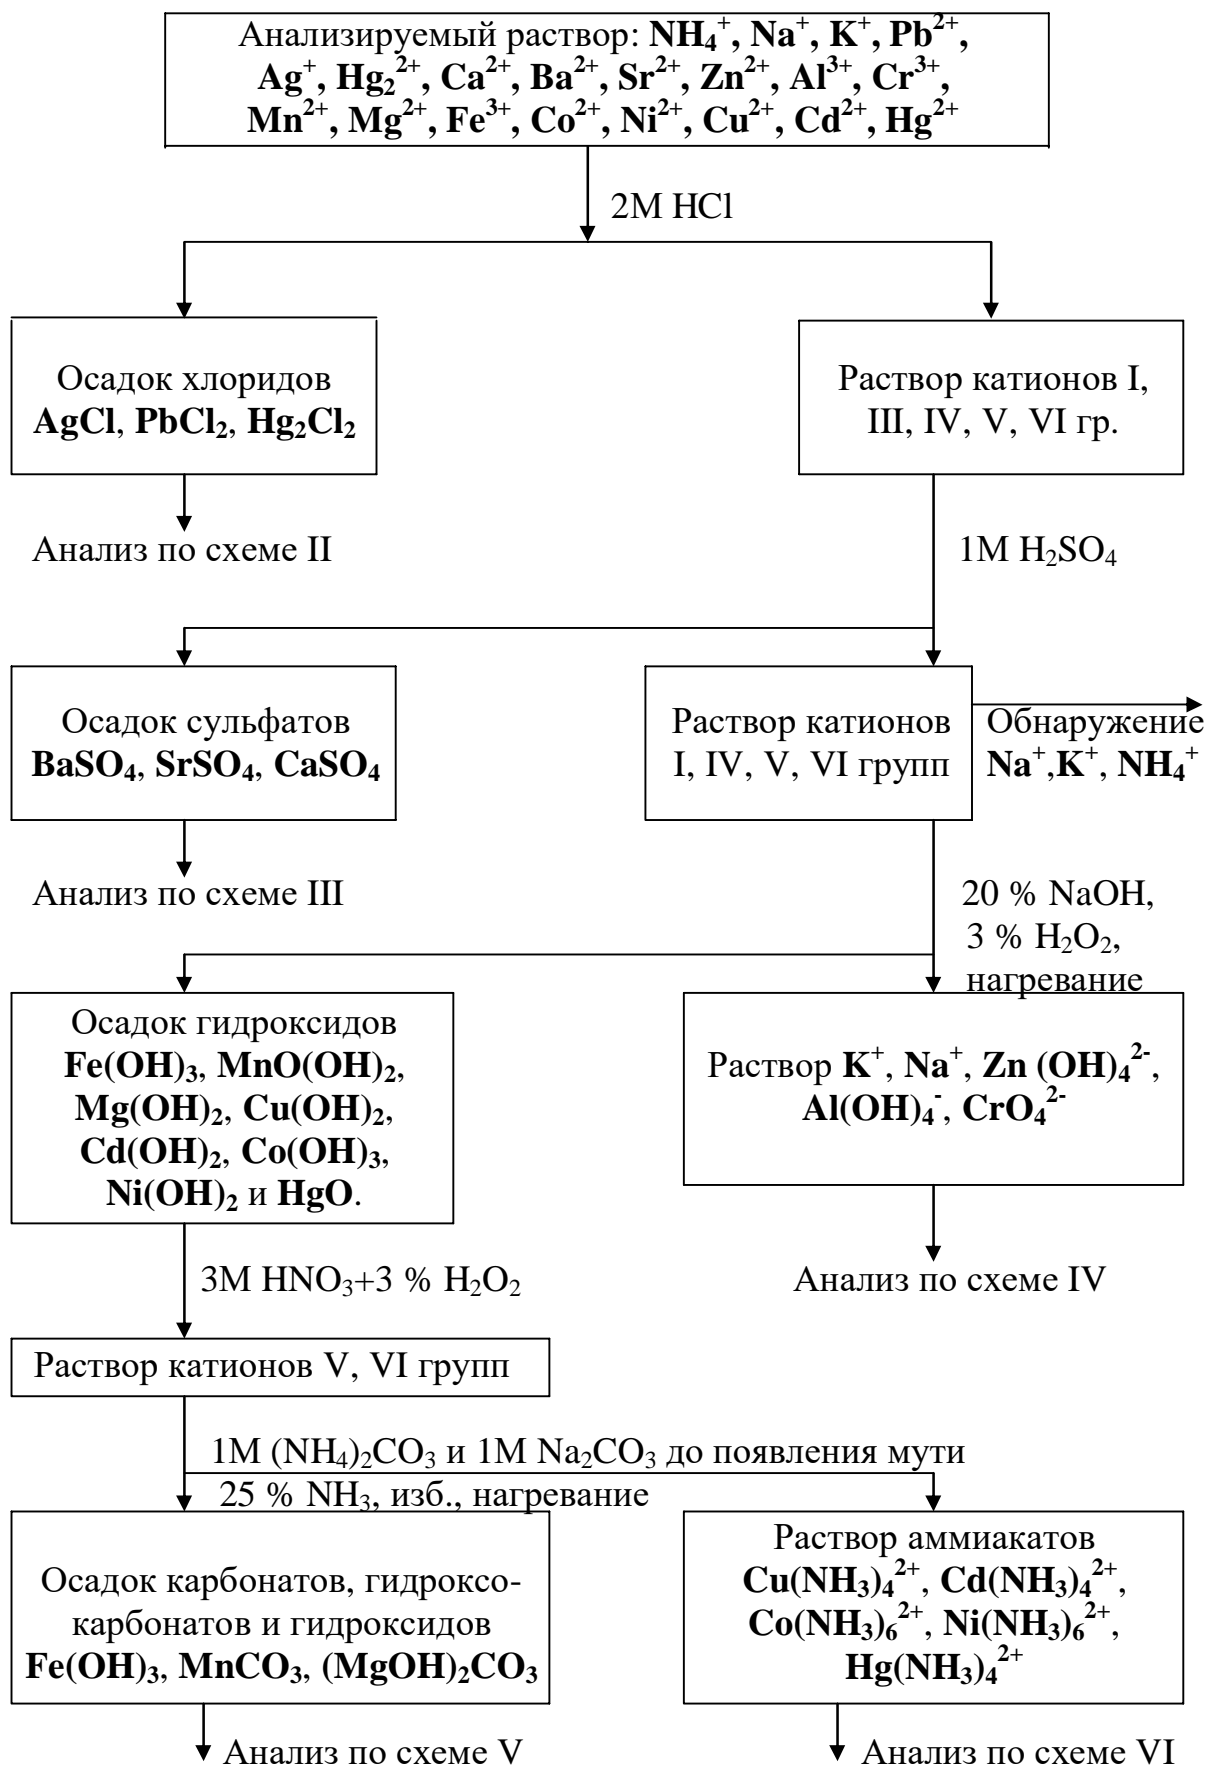 Анализируемый раствор: NH₄⁺, Na⁺, K⁺, Pb²⁺,
Ag⁺, Hg₂²⁺, Ca²⁺, Ba²⁺, Sr²⁺, Zn²⁺, Al³⁺, Cr³⁺,
Mn²⁺, Mg²⁺, Fe³⁺, Co²⁺, Ni²⁺, Cu²⁺, Cd²⁺, Hg²⁺
2М HCl
Осадок хлоридов
AgCl, PbCl₂, Hg₂Cl₂
Раствор катионов I,
III, IV, V, VI гр.
Анализ по схеме II
1М H₂SO₄
Осадок сульфатов
BaSO₄, SrSO₄, CaSO₄
Раствор катионов
I, IV, V, VI групп
Обнаружение
Na⁺,K⁺, NH₄⁺
Анализ по схеме III
20 % NaOH,
3 % H₂O₂,
нагревание
Осадок гидроксидов
Fe(OH)₃, MnO(OH)₂,
Mg(OH)₂, Cu(OH)₂,
Cd(OH)₂, Co(OH)₃,
Ni(OH)₂ и HgO.
Раствор K⁺, Na⁺, Zn (OH)₄²⁻,
Al(OH)₄⁻, CrO₄²⁻
3М HNO₃+3 % H₂O₂
Анализ по схеме IV
Раствор катионов V, VI групп
1М (NH₄)₂CO₃ и 1М Na₂CO₃ до появления мути
25 % NH₃, изб., нагревание
Осадок карбонатов, гидроксо-
карбонатов и гидроксидов
Fe(OH)₃, MnCO₃, (MgOH)₂CO₃
Раствор аммиакатов
Cu(NH₃)₄²⁺, Cd(NH₃)₄²⁺,
Co(NH₃)₆²⁺, Ni(NH₃)₆²⁺,
Hg(NH₃)₄²⁺
Анализ по схеме V
Анализ по схеме VI